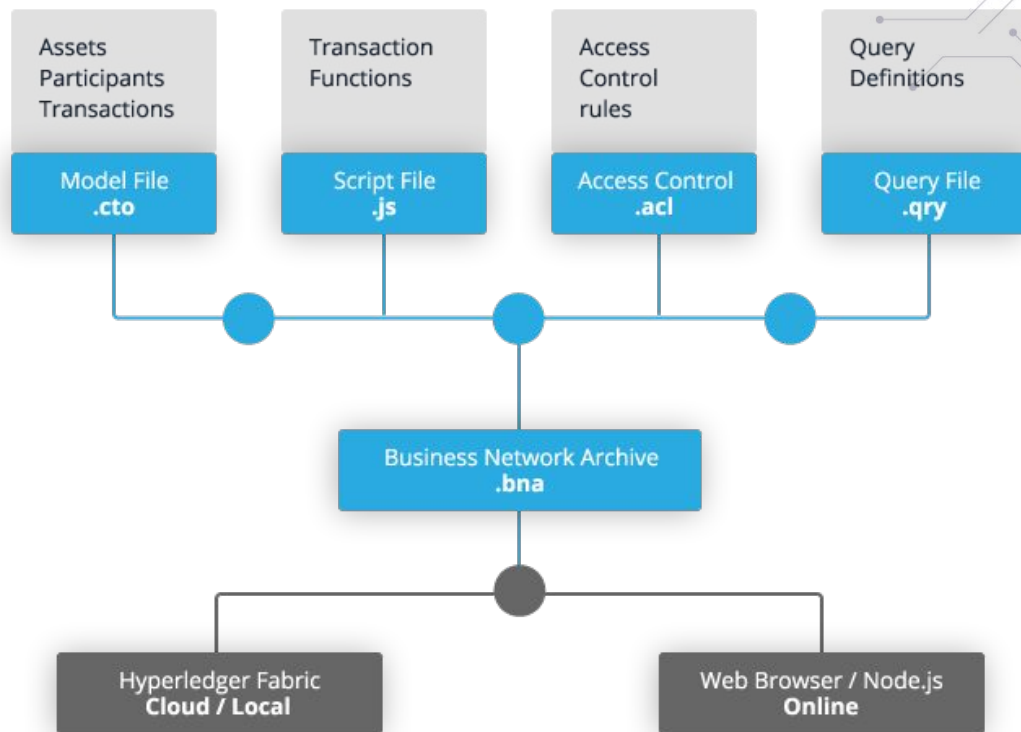 Assets
Participants
Transactions
Transaction
Functions
Access
Control
rules
Query
Definitions
Model File
.cto
Script File
.js
Access Control
.acl
Query File
.qry
Business Network Archive
.bna
Hyperledger Fabric
Cloud / Local
Web Browser / Node.js
Online